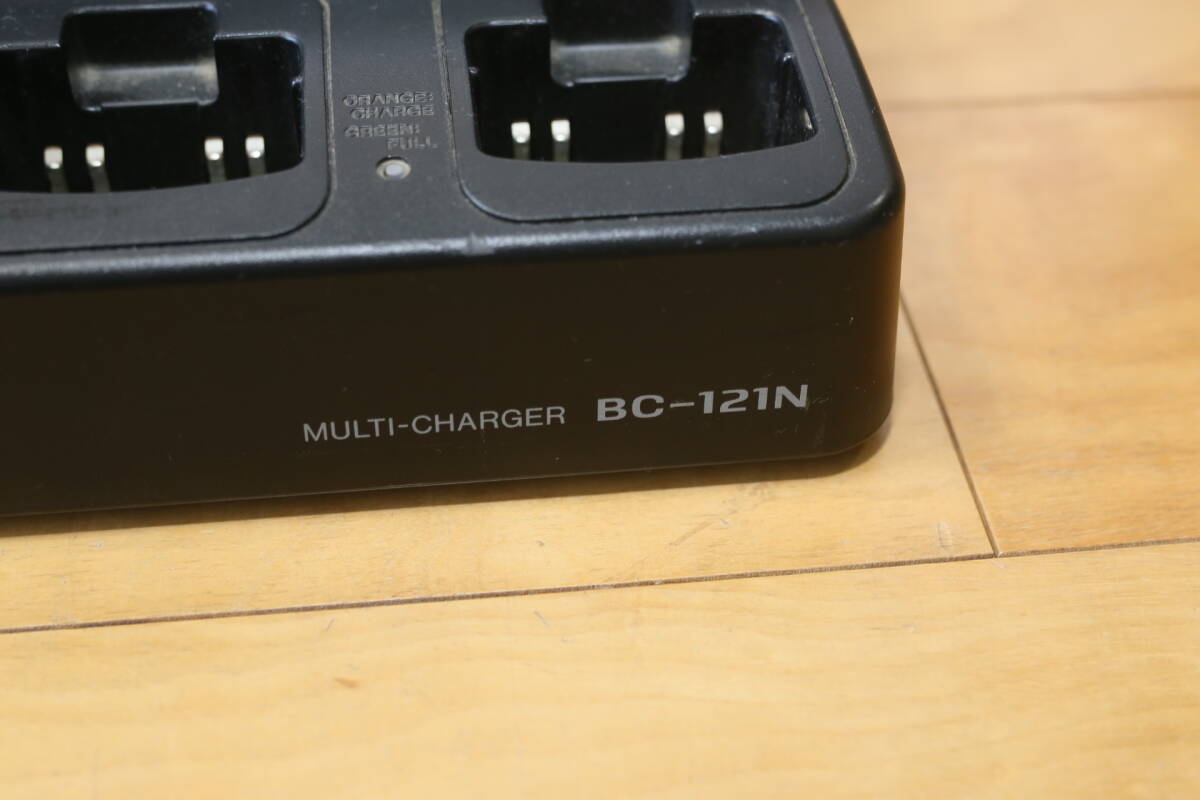 ORANGE:
CHARGE
GREEN:
FULL
MULTI-CHARGER BC-121N